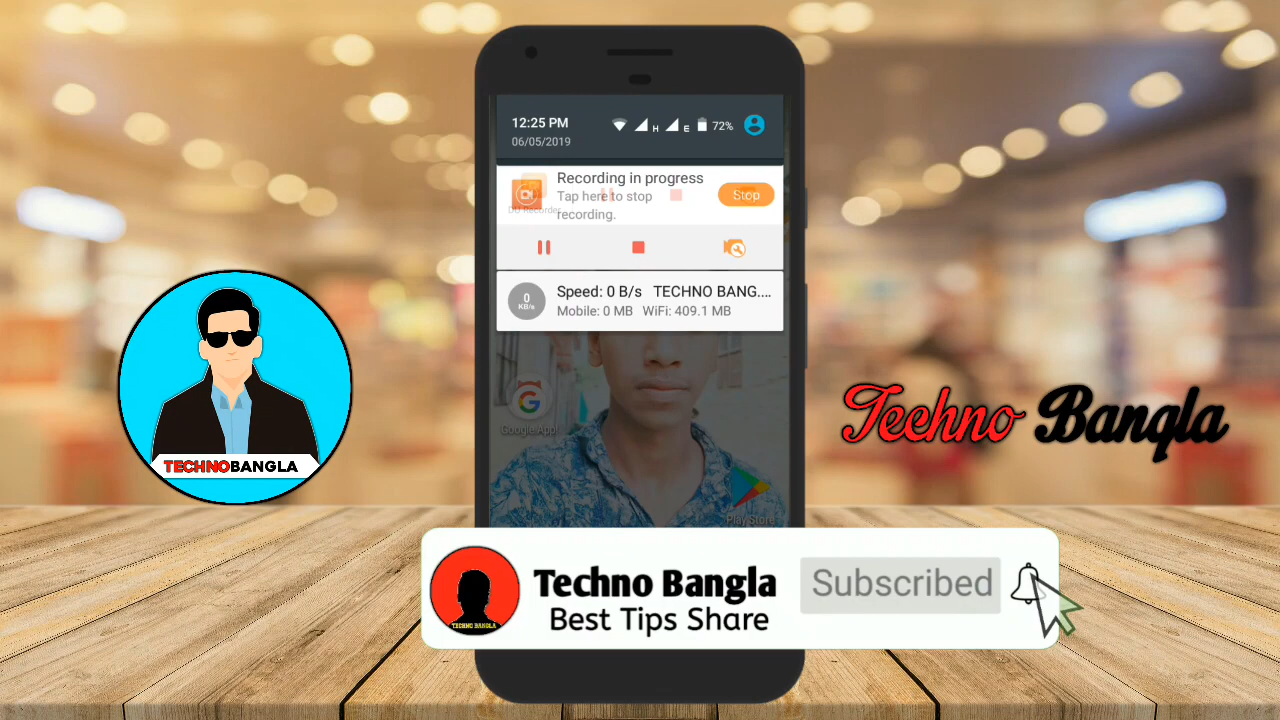 12:25 PM
H
E
72%
06/05/2019
Recording in progress
Tap here to stop
recording.
Stop
DU Recorder
0
KB/s
Speed: 0 B/s TECHNO BANG....
Mobile: 0 MB WiFi: 409.1 MB
Google App!
Play Store
TECHNOBANGLA
Techno Bangla
Techno Bangla
Best Tips Share
Subscribed
TECHNO BANGLA